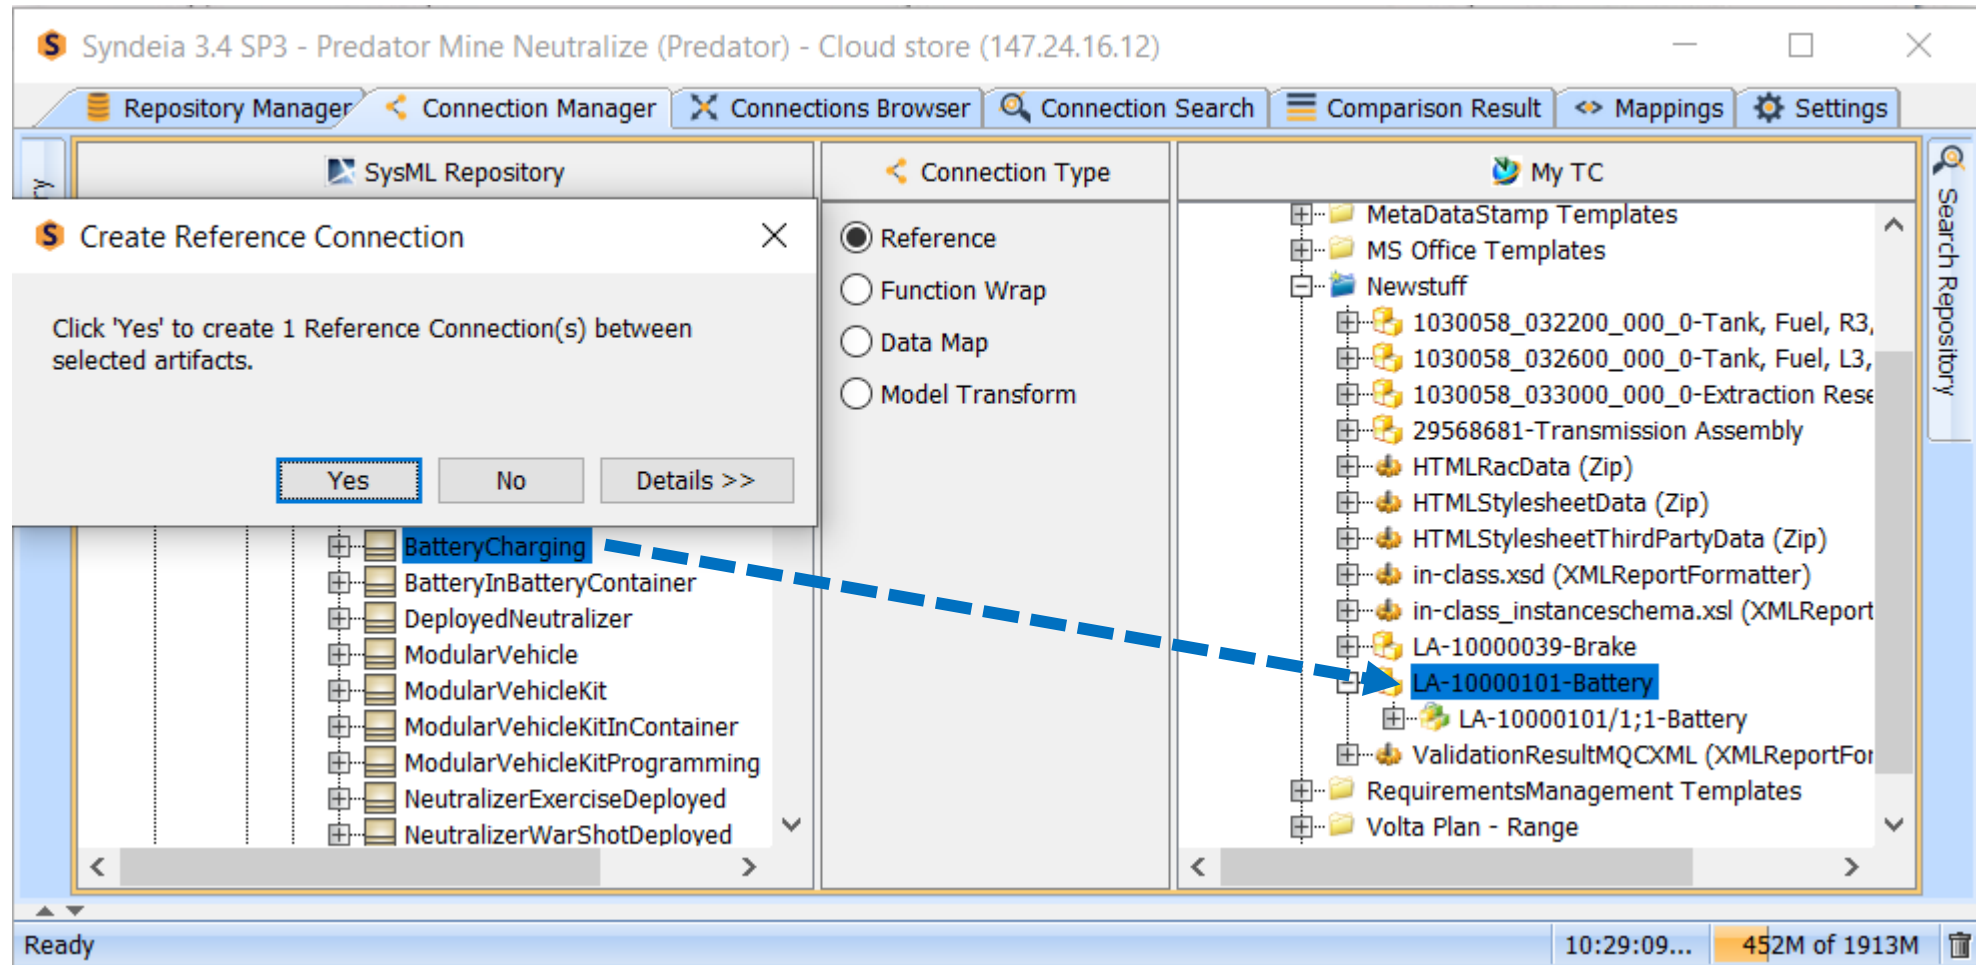 Syndeia 3.4 SP3 - Predator Mine Neutralize (Predator) - Cloud store (147.24.16.12)
Repository Manager
Connection Manager
Connections Browser
Connection Search
Comparison Result
Mappings
Settings
SysML Repository
Connection Type
My TC
Search Repository
Create Reference Connection
Click 'Yes' to create 1 Reference Connection(s) between
selected artifacts.
Yes
No
Details >>
BatteryCharging
BatteryInBatteryContainer
DeployedNeutralizer
ModularVehicle
ModularVehicleKit
ModularVehicleKitInContainer
ModularVehicleKitProgramming
NeutralizerExerciseDeployed
NeutralizerWarShotDeployed
Reference
Function Wrap
Data Map
Model Transform
MetaDataStamp Templates
MS Office Templates
Newstuff
1030058_032200_000_0-Tank, Fuel, R3,
1030058_032600_000_0-Tank, Fuel, L3,
1030058_033000_000_0-Extraction Rese
29568681-Transmission Assembly
HTMLRacData (Zip)
HTMLStylesheetData (Zip)
HTMLStylesheetThirdPartyData (Zip)
in-class.xsd (XMLReportFormatter)
in-class_instanceschema.xsl (XMLReport
LA-10000039-Brake
LA-10000101-Battery
LA-10000101/1;1-Battery
ValidationResultMQCXML (XMLReportFor
RequirementsManagement Templates
Volta Plan - Range
Ready
10:29:09...
452M of 1913M